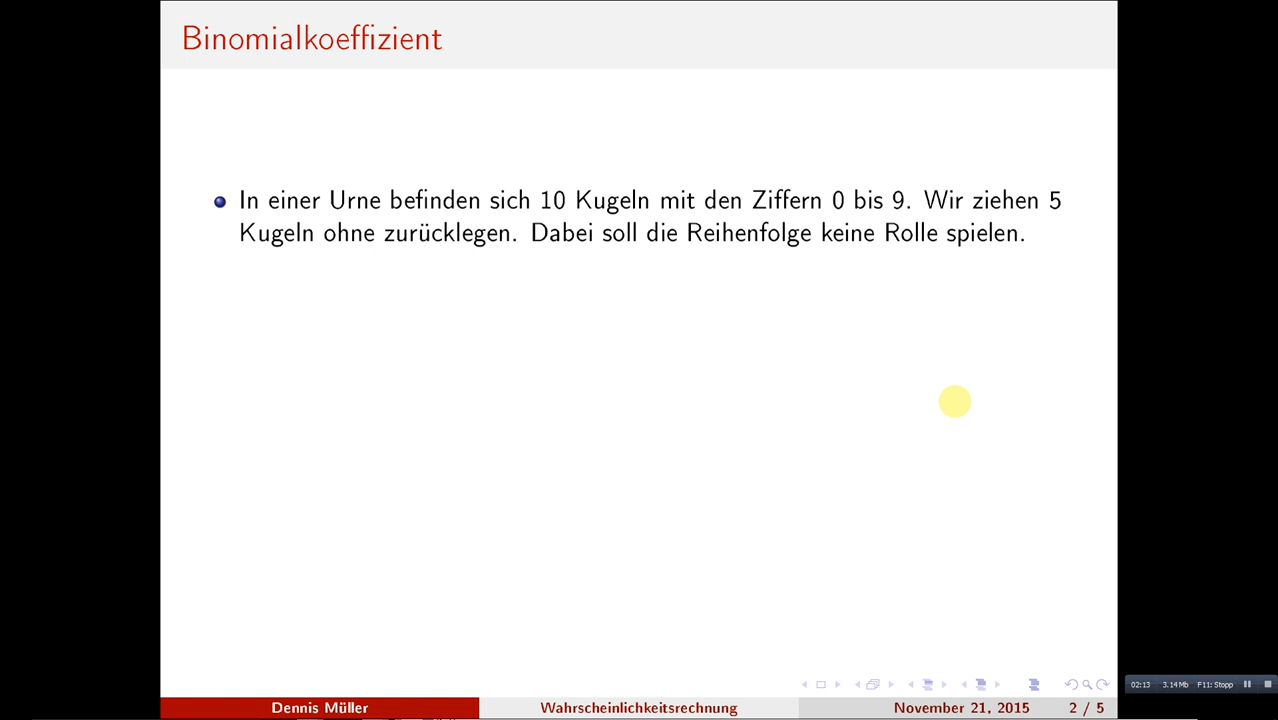 Binomialkoeffizient
In einer Urne befinden sich 10 Kugeln mit den Ziffern 0 bis 9. Wir ziehen 5
Kugeln ohne zurücklegen. Dabei soll die Reihenfolge keine Rolle spielen.
02:13 3.14 Mb F11: Stopp
Dennis Müller Wahrscheinlichkeitsrechnung November 21, 2015 2 / 5